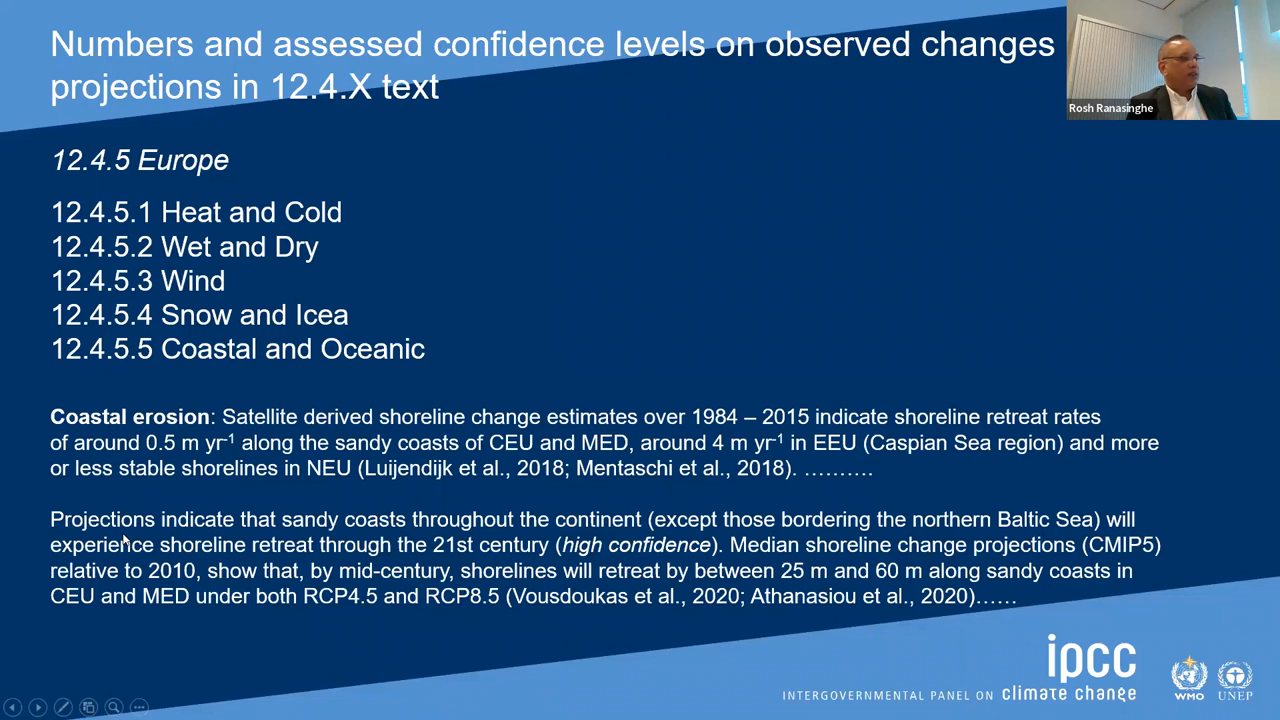 Numbers and assessed confidence levels on observed changes
projections in 12.4.X text
Rosh Ranasinghe
12.4.5 Europe
12.4.5.1 Heat and Cold
12.4.5.2 Wet and Dry
12.4.5.3 Wind
12.4.5.4 Snow and Icea
12.4.5.5 Coastal and Oceanic
Coastal erosion: Satellite derived shoreline change estimates over 1984 – 2015 indicate shoreline retreat rates
of around 0.5 m yr⁻¹ along the sandy coasts of CEU and MED, around 4 m yr⁻¹ in EEU (Caspian Sea region) and more
or less stable shorelines in NEU (Luijendijk et al., 2018; Mentaschi et al., 2018). ……….
Projections indicate that sandy coasts throughout the continent (except those bordering the northern Baltic Sea) will
experience shoreline retreat through the 21st century (high confidence). Median shoreline change projections (CMIP5)
relative to 2010, show that, by mid-century, shorelines will retreat by between 25 m and 60 m along sandy coasts in
CEU and MED under both RCP4.5 and RCP8.5 (Vousdoukas et al., 2020; Athanasiou et al., 2020)……
ipcc
INTERGOVERNMENTAL PANEL ON climate change
WMO
UNEP